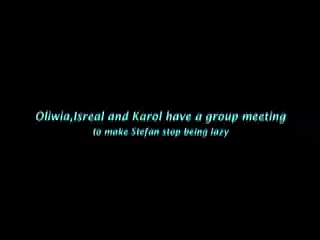 Oliwia,Isreal and Karol have a group meeting
to make Stefan stop being lazy